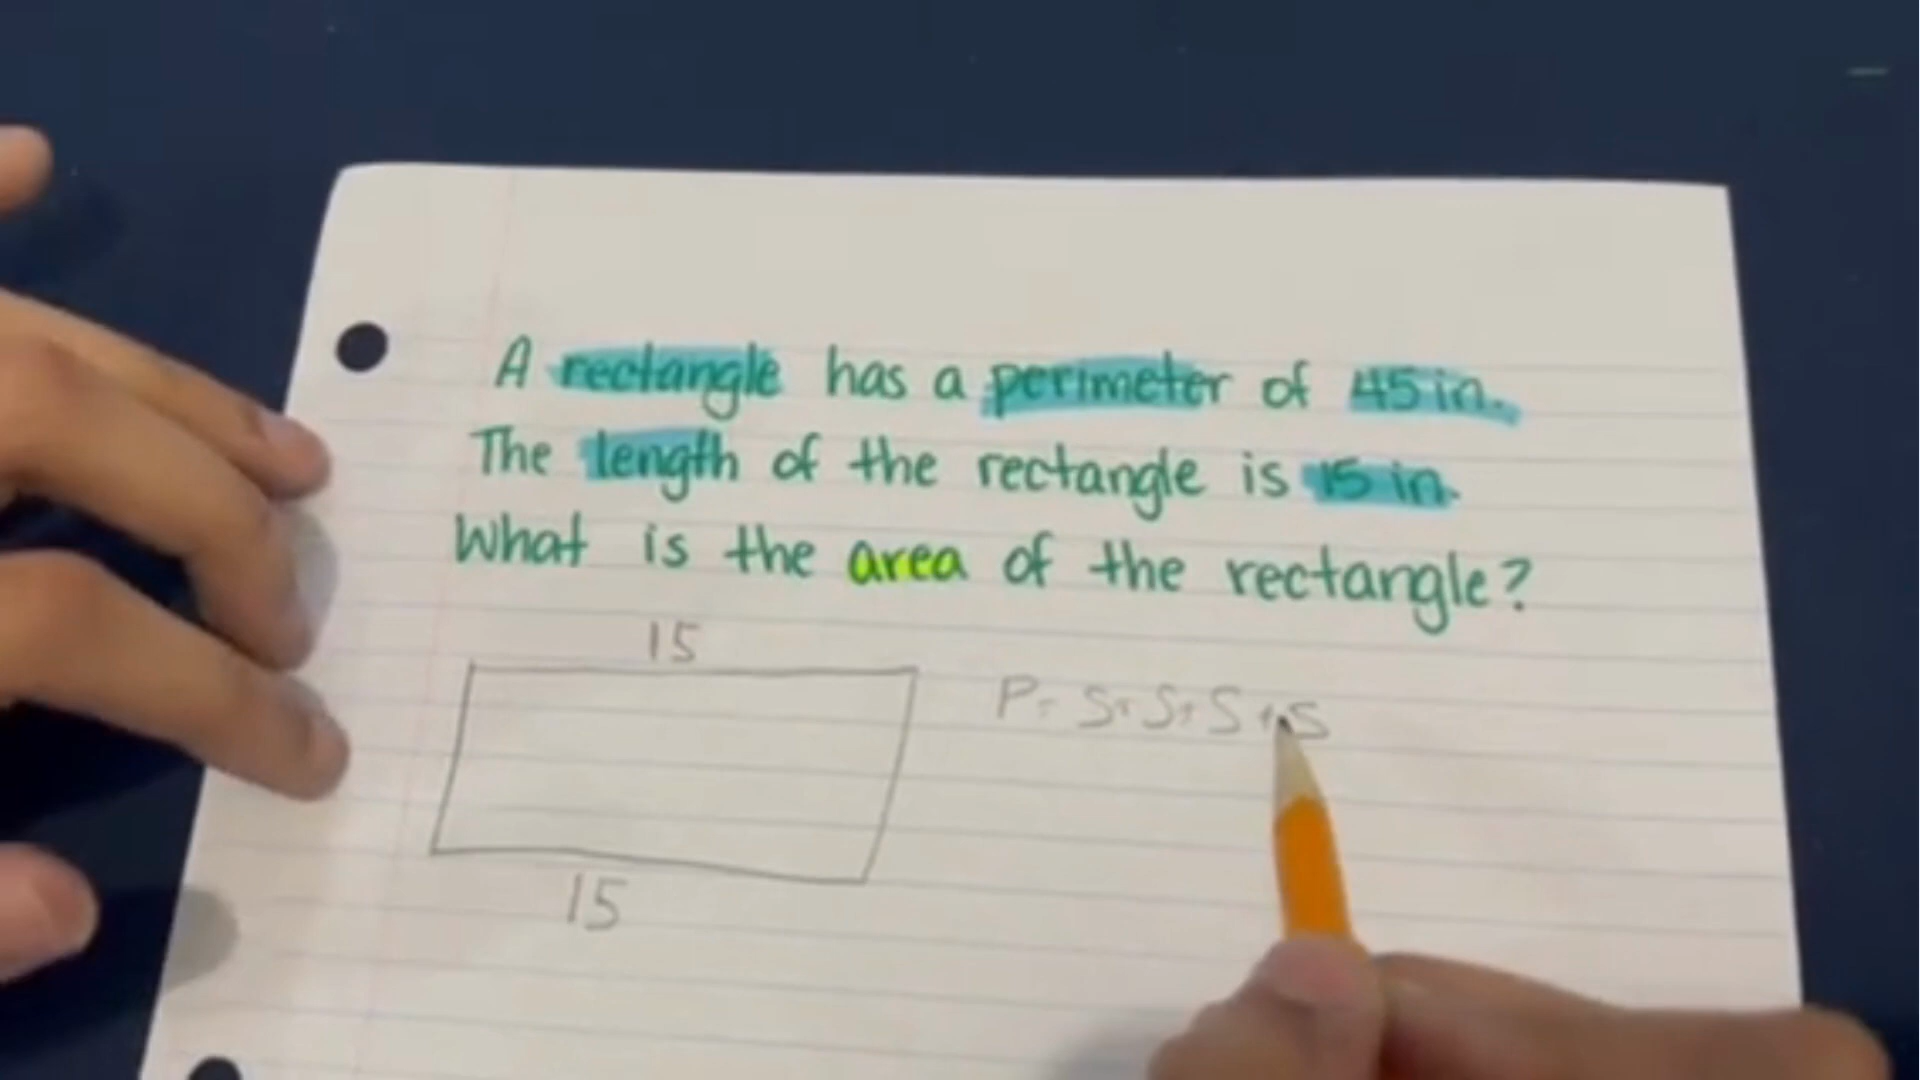 A rectangle has a perimeter of 45 in.
The length of the rectangle is 15 in.
What is the area of the rectangle?
15
P= S+S+S+S
15